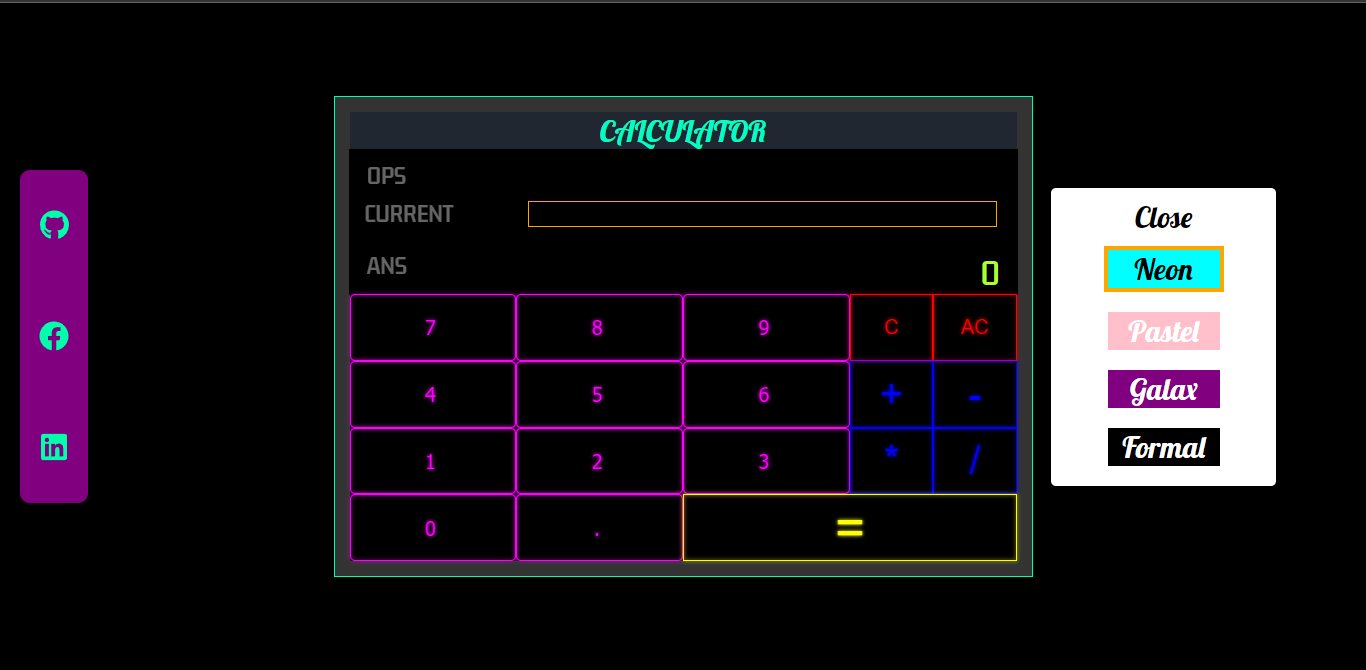 CALCULATOR
OPS
CURRENT
ANS
0
7 8 9 C AC
4 5 6 + -
1 2 3 * /
0 . =
Close
Neon
Pastel
Galax
Formal
in